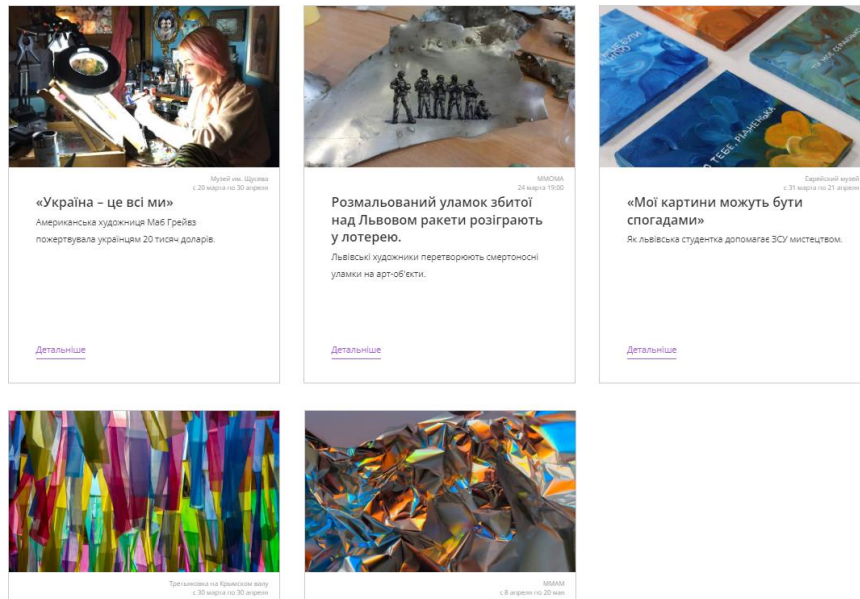 Музей им. Щусева
с 20 марта по 30 апреля
«Україна – це всі ми»
Американська художниця Маб Грейвз
пожертвувала українцям 20 тисяч доларів.
Детальніше
ММОМА
24 марта 19:00
Розмальований уламок збитої
над Львовом ракети розіграють
у лотерею.
Львівські художники перетворюють смертоносні
уламки на арт-об'єкти.
Детальніше
ТЕБЕ, РІДНЕНЬКА
Еврейский музей
с 31 марта по 21 апреля
«Мої картини можуть бути
спогадами»
Як львівська студентка допомагає ЗСУ мистецтвом.
Детальніше
Третьяковка на Крымском валу
с 30 марта по 30 апреля
ММАМ
с 8 апреля по 20 мая